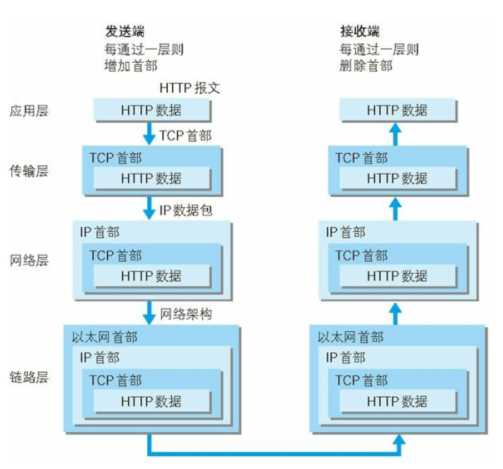 发送端
每通过一层则
增加首部
接收端
每通过一层则
删除首部
HTTP 报文
应用层
HTTP 数据
HTTP 数据
TCP 首部
传输层
TCP 首部
HTTP 数据
TCP 首部
HTTP 数据
IP 数据包
网络层
IP 首部
TCP 首部
HTTP 数据
IP 首部
TCP 首部
HTTP 数据
网络架构
链路层
以太网首部
IP 首部
TCP 首部
HTTP 数据
以太网首部
IP 首部
TCP 首部
HTTP 数据